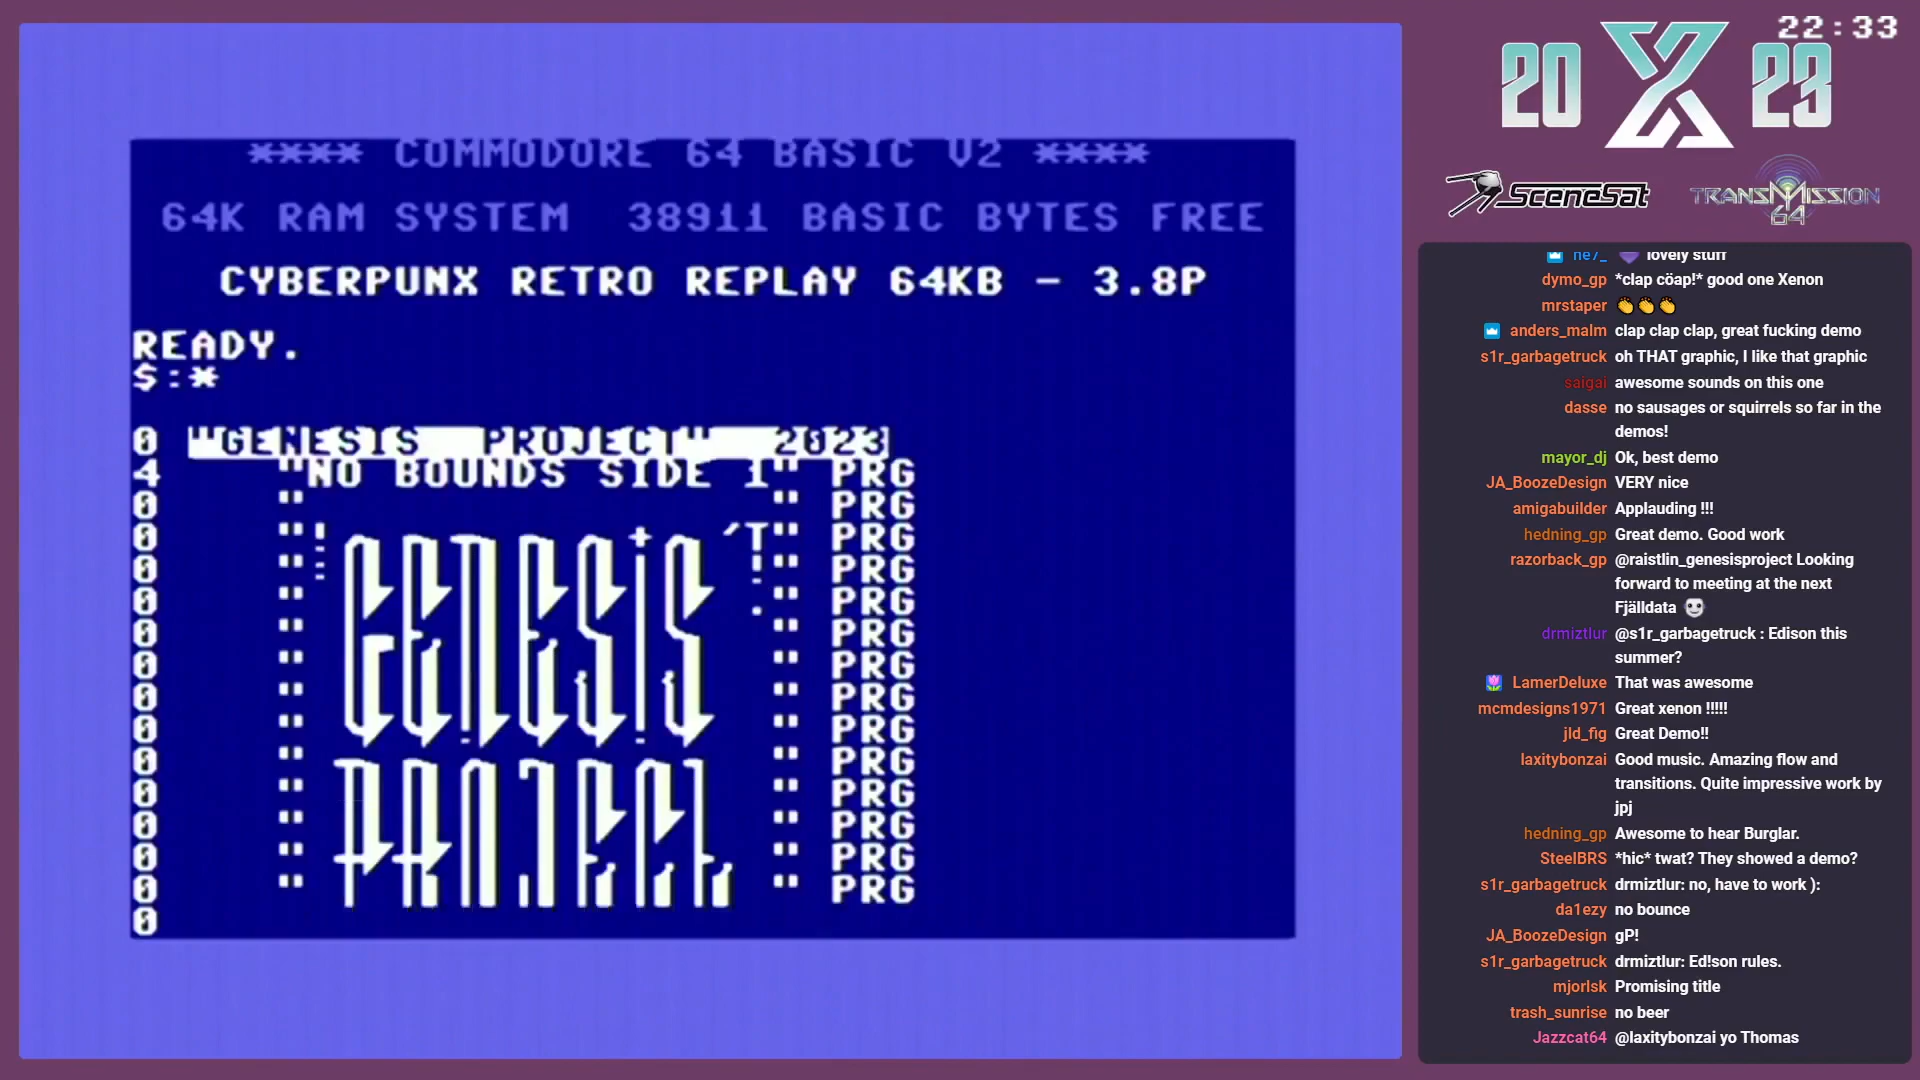 **** COMMODORE 64 BASIC V2 ****
64K RAM SYSTEM  38911 BASIC BYTES FREE
CYBERPUNX RETRO REPLAY 64KB - 3.8P
READY.
$:*
0 "GENESIS PROJECT" 2023
4 "NO BOUNDS SIDE 1" PRG
0 " " PRG
0 " " PRG
0 " " PRG
0 " " PRG
0 " " PRG
0 " " PRG
0 " " PRG
0 " " PRG
0 " " PRG
0 " " PRG
0 " " PRG
0 " " PRG
0 " " PRG
0
GENESIS
PROJECT
22:33
20 X 23
SceneSat
TRANSMISSION
64
ne7_ lovely stuff
dymo_gp *clap cöap!* good one Xenon
mrstaper 👏👏👏
anders_malm clap clap clap, great fucking demo
s1r_garbagetruck oh THAT graphic, I like that graphic
saigai awesome sounds on this one
dasse no sausages or squirrels so far in the
demos!
mayor_dj Ok, best demo
JA_BoozeDesign VERY nice
amigabuilder Applauding !!!
hedning_gp Great demo. Good work
razorback_gp @raistlin_genesisproject Looking
forward to meeting at the next
Fjälldata
drmiztlur @s1r_garbagetruck : Edison this
summer?
LamerDeluxe That was awesome
mcmdesigns1971 Great xenon !!!!!
jld_fig Great Demo!!
laxitybonzai Good music. Amazing flow and
transitions. Quite impressive work by
jpj
hedning_gp Awesome to hear Burglar.
SteelBRS *hic* twat? They showed a demo?
s1r_garbagetruck drmiztlur: no, have to work ):
da1ezy no bounce
JA_BoozeDesign gP!
s1r_garbagetruck drmiztlur: Ed!son rules.
mjorlsk Promising title
trash_sunrise no beer
Jazzcat64 @laxitybonzai yo Thomas